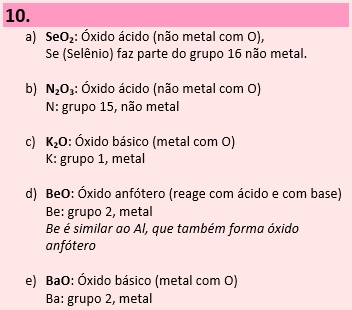 10.
a) SeO₂: Óxido ácido (não metal com O),
Se (Selênio) faz parte do grupo 16 não metal.
b) N₂O₃: Óxido ácido (não metal com O)
N: grupo 15, não metal
c) K₂O: Óxido básico (metal com O)
K: grupo 1, metal
d) BeO: Óxido anfótero (reage com ácido e com base)
Be: grupo 2, metal
Be é similar ao Al, que também forma óxido
anfótero
e) BaO: Óxido básico (metal com O)
Ba: grupo 2, metal